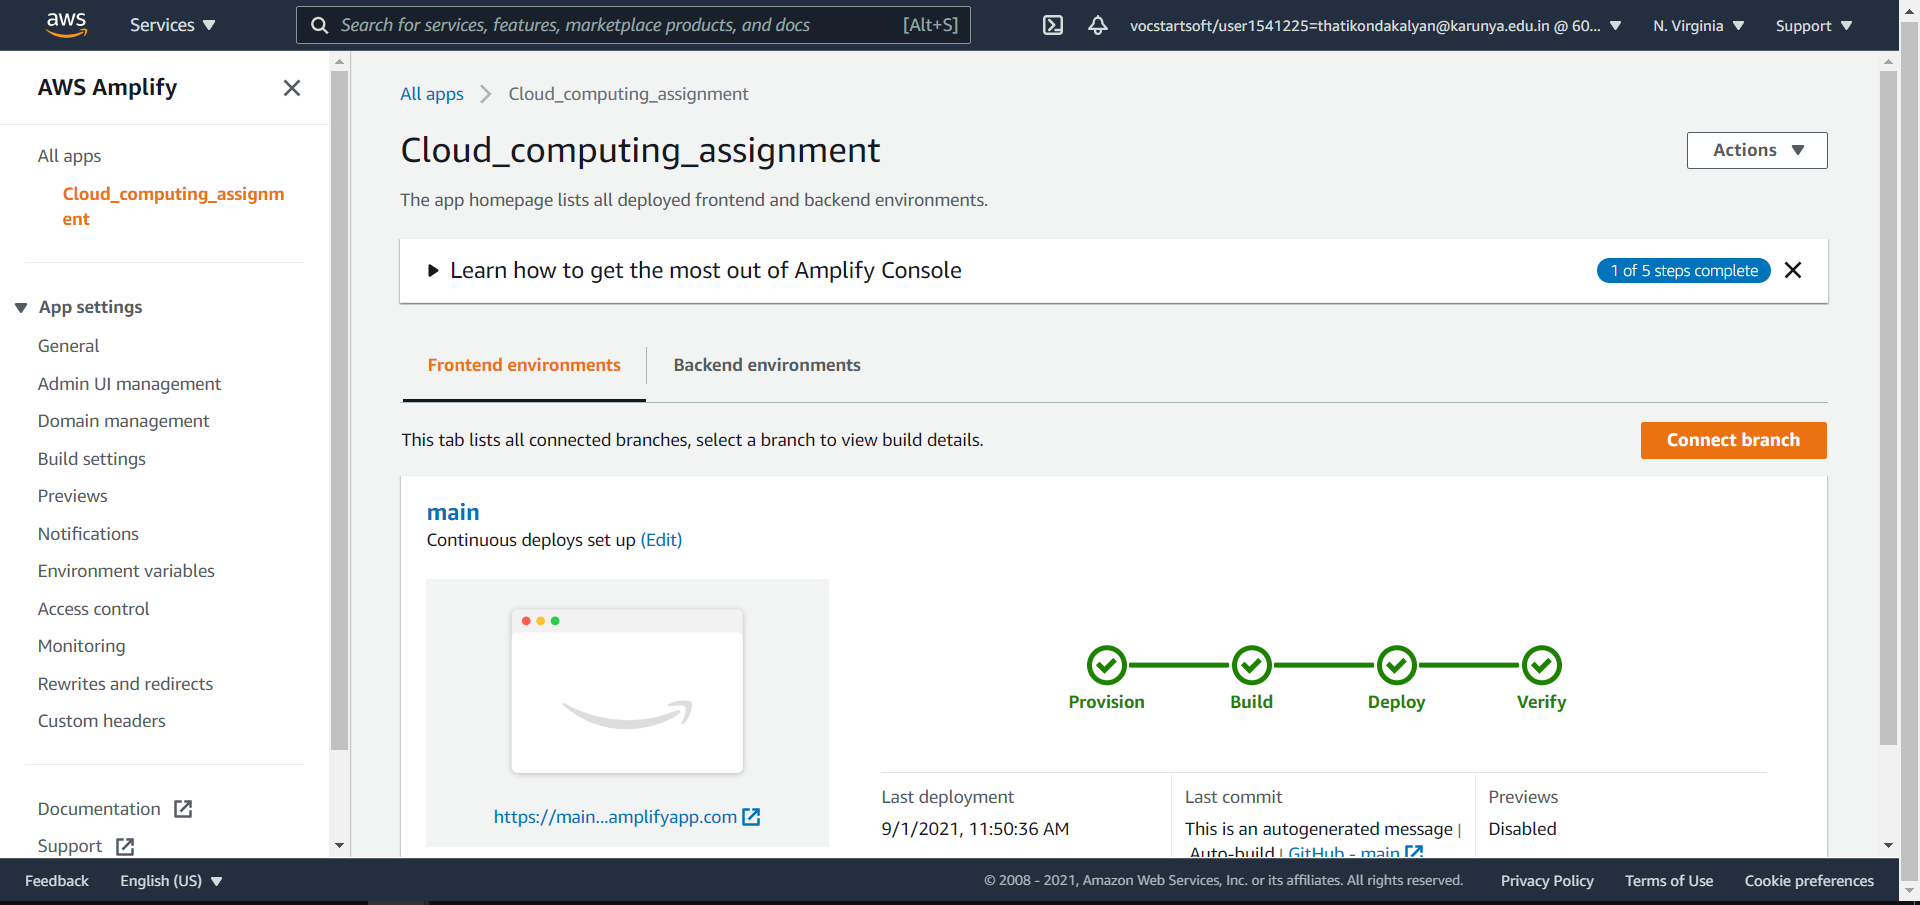 aws
Services
Search for services, features, marketplace products, and docs [Alt+S]
vocstartsoft/user1541225=thatikondakalyan@karunya.edu.in @ 60...
N. Virginia
Support
AWS Amplify
All apps
Cloud_computing_assignm
ent
App settings
General
Admin UI management
Domain management
Build settings
Previews
Notifications
Environment variables
Access control
Monitoring
Rewrites and redirects
Custom headers
Documentation
Support
All apps
Cloud_computing_assignment
Cloud_computing_assignment
Actions
The app homepage lists all deployed frontend and backend environments.
Learn how to get the most out of Amplify Console
1 of 5 steps complete
Frontend environments
Backend environments
This tab lists all connected branches, select a branch to view build details.
Connect branch
main
Continuous deploys set up (Edit)
https://main...amplifyapp.com
Provision
Build
Deploy
Verify
Last deployment
9/1/2021, 11:50:36 AM
Last commit
This is an autogenerated message |
Auto-build | GitHub - main
Previews
Disabled
Feedback
English (US)
© 2008 - 2021, Amazon Web Services, Inc. or its affiliates. All rights reserved.
Privacy Policy
Terms of Use
Cookie preferences